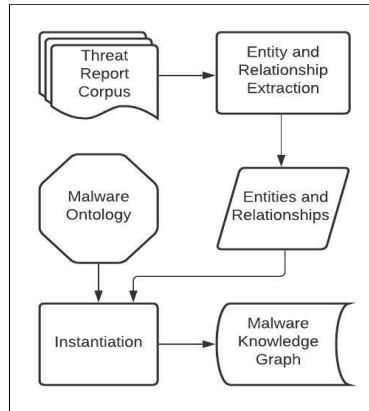 Threat
Report
Corpus
Entity and
Relationship
Extraction
Malware
Ontology
Entities and
Relationships
Instantiation
Malware
Knowledge
Graph